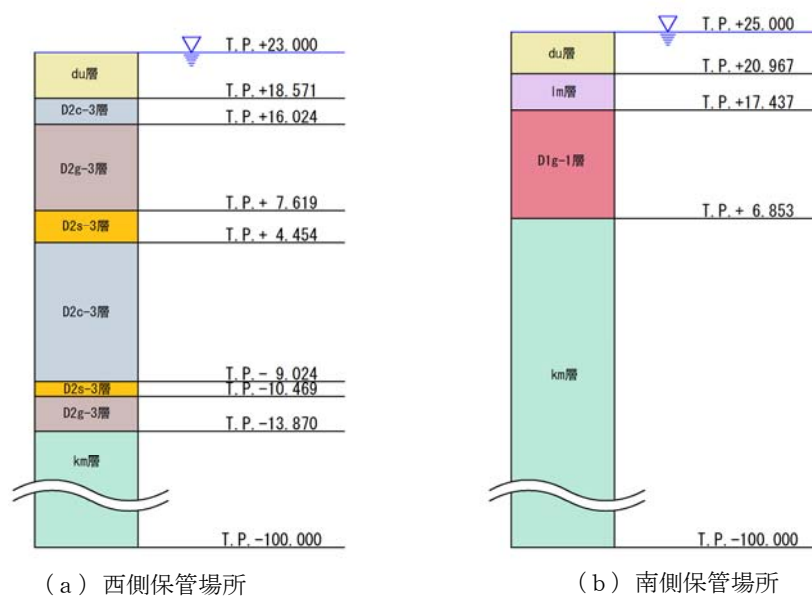 T.P.+23.000
du層
T.P.+18.571
D2c-3層
T.P.+16.024
D2g-3層
T.P.+ 7.619
D2s-3層
T.P.+ 4.454
D2c-3層
T.P.- 9.024
D2s-3層
T.P.-10.469
D2g-3層
T.P.-13.870
km層
T.P.-100.000
(a) 西側保管場所
T.P.+25.000
du層
T.P.+20.967
lm層
T.P.+17.437
D1g-1層
T.P.+ 6.853
km層
T.P.-100.000
(b) 南側保管場所